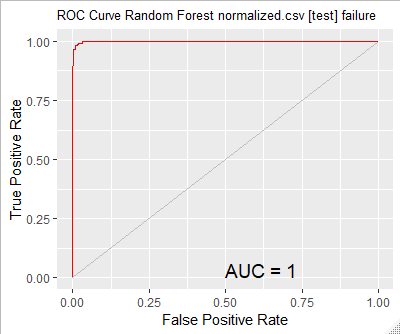 ROC Curve Random Forest normalized.csv [test] failure
True Positive Rate
1.00
0.75
0.50
0.25
0.00
AUC = 1
0.00 0.25 0.50 0.75 1.00
False Positive Rate